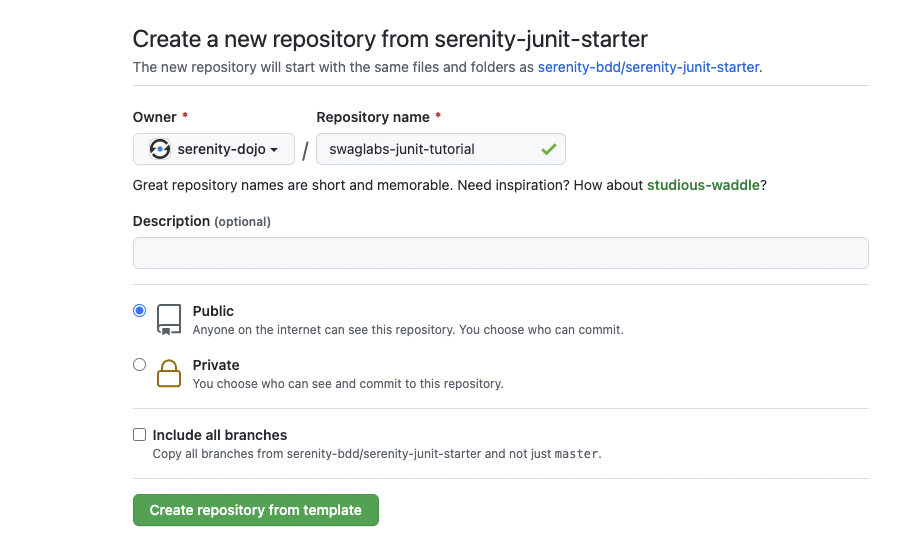 Create a new repository from serenity-junit-starter
The new repository will start with the same files and folders as serenity-bdd/serenity-junit-starter.
Owner * Repository name *
serenity-dojo / swaglabs-junit-tutorial
Great repository names are short and memorable. Need inspiration? How about studious-waddle?
Description (optional)
Public
Anyone on the internet can see this repository. You choose who can commit.
Private
You choose who can see and commit to this repository.
Include all branches
Copy all branches from serenity-bdd/serenity-junit-starter and not just master.
Create repository from template